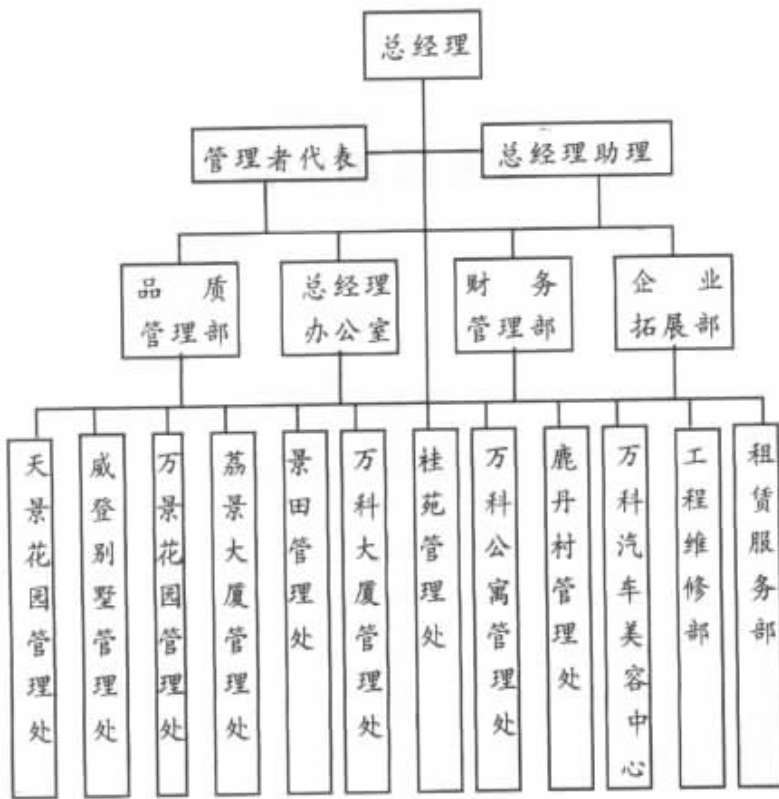 总经理
管理者代表
总经理助理
品质
管理部
总经理
办公室
财务
管理部
企业
拓展部
天景花园管理处
威登别墅管理处
万景花园管理处
荔景大厦管理处
景田管理处
万科大厦管理处
桂苑管理处
万科公寓管理处
鹿丹村管理处
万科汽车美容中心
工程维修部
租赁服务部